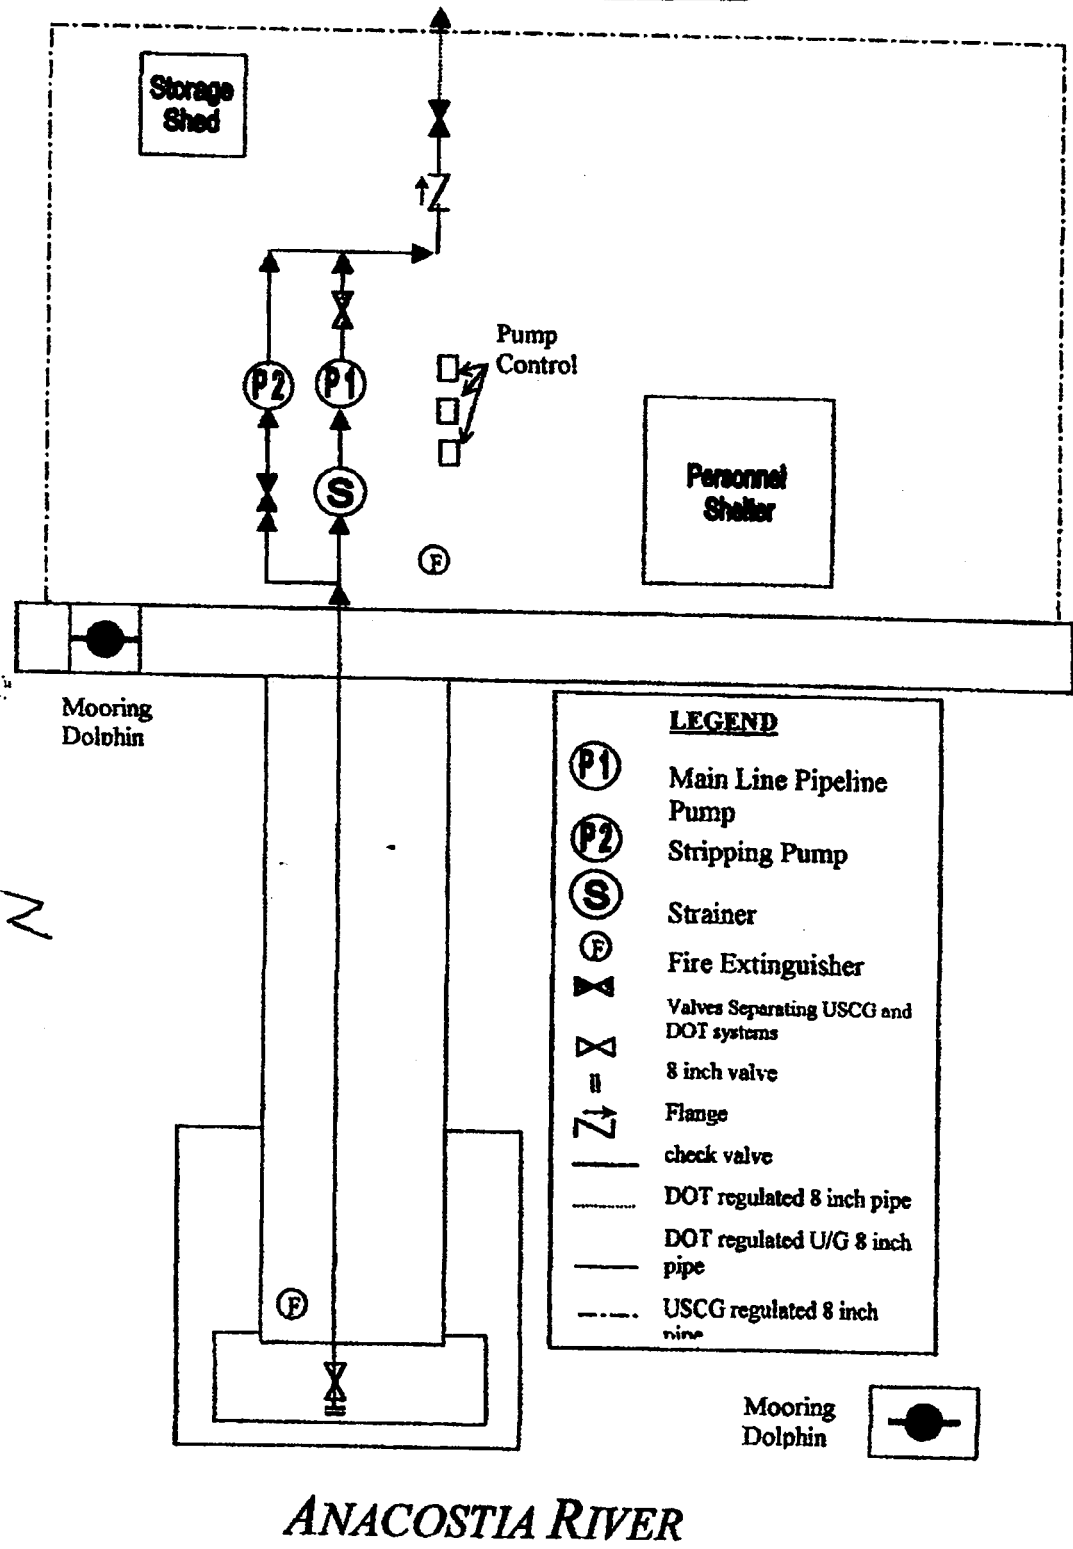 Storage
Shed
Pump
Control
P2
P1
S
F
Personnel
Shelter
Mooring
Dolphin
LEGEND
P1
Main Line Pipeline
Pump
P2
Stripping Pump
S
Strainer
F
Fire Extinguisher
Valves Separating USCG and
DOT systems
8 inch valve
Flange
check valve
DOT regulated 8 inch pipe
DOT regulated U/G 8 inch
pipe
USCG regulated 8 inch
pipe
N
F
Mooring
Dolphin
ANACOSTIA RIVER